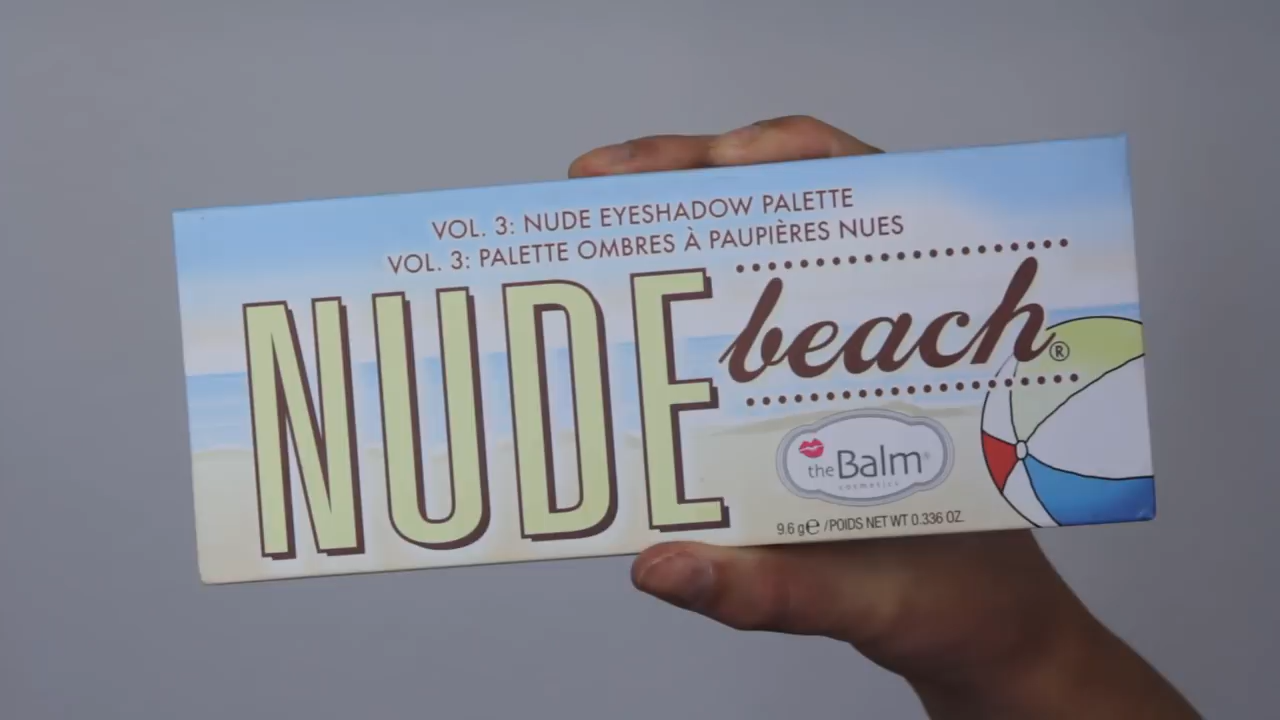 VOL. 3: NUDE EYESHADOW PALETTE
VOL. 3: PALETTE OMBRES À PAUPIÈRES NUES
NUDE
beach®
theBalm®
cosmetics
9.6 g℮ /POIDS NET WT 0.336 OZ.